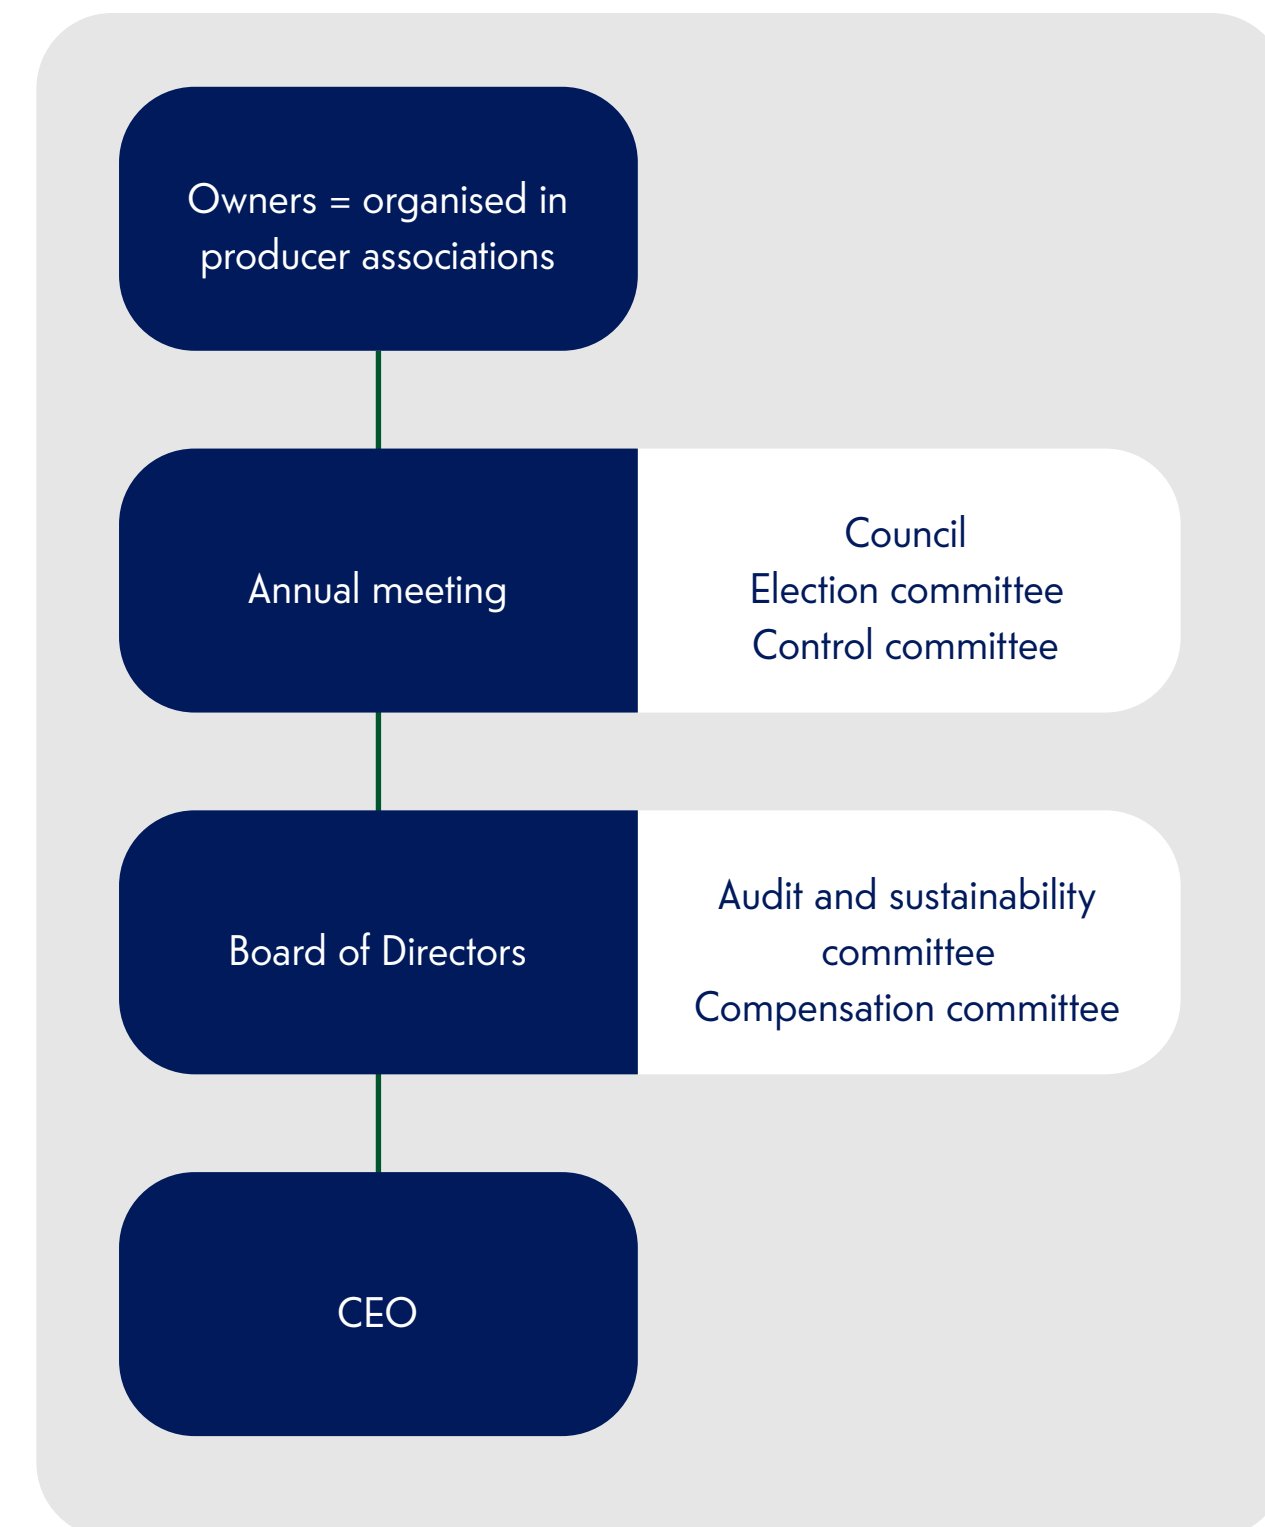 Owners = organised in
producer associations
Annual meeting
Council
Election committee
Control committee
Board of Directors
Audit and sustainability
committee
Compensation committee
CEO